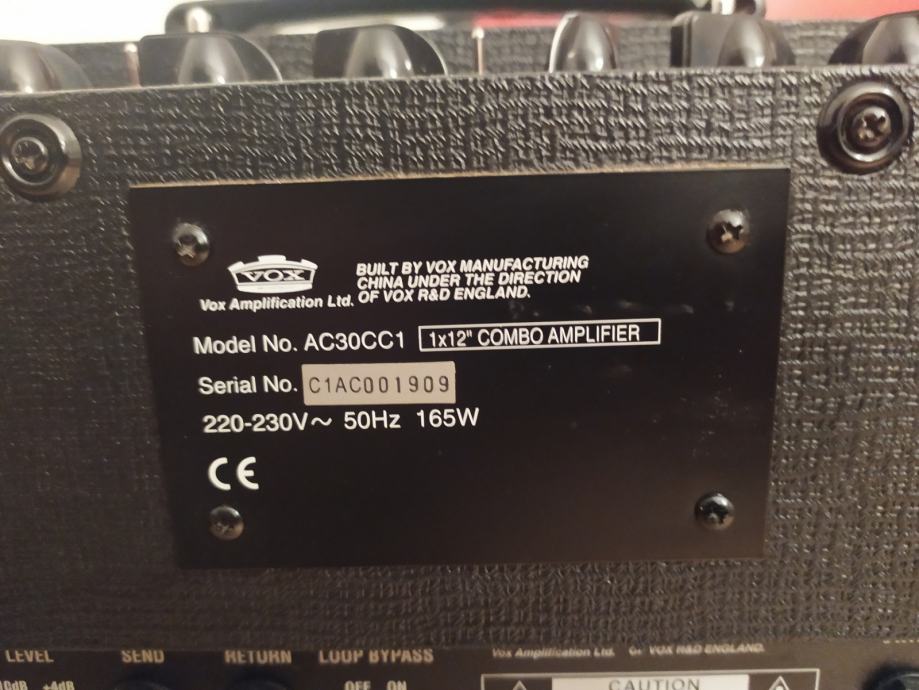 VOX
Vox Amplification Ltd.
BUILT BY VOX MANUFACTURING
CHINA UNDER THE DIRECTION
OF VOX R&D ENGLAND.
Model No. AC30CC1 1x12" COMBO AMPLIFIER
Serial No. C1AC001909
220-230V~ 50Hz 165W
CE
LEVEL SEND RETURN LOOP BYPASS
Vox Amplification Ltd. OF VOX R&D ENGLAND.
+4dB OFF ON
CAUTION